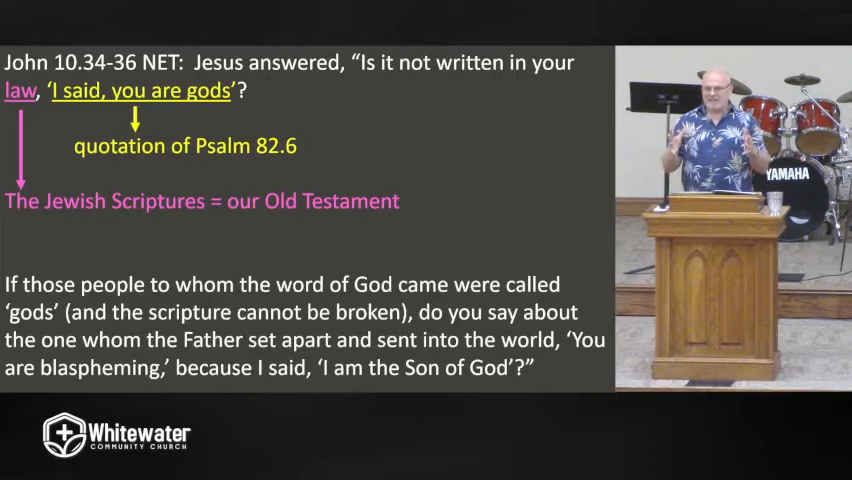 John 10.34-36 NET:  Jesus answered, “Is it not written in your
law, ‘I said, you are gods’?
quotation of Psalm 82.6
The Jewish Scriptures = our Old Testament
If those people to whom the word of God came were called
‘gods’ (and the scripture cannot be broken), do you say about
the one whom the Father set apart and sent into the world, ‘You
are blaspheming,’ because I said, ‘I am the Son of God’?”
YAMAHA
Whitewater
COMMUNITY CHURCH